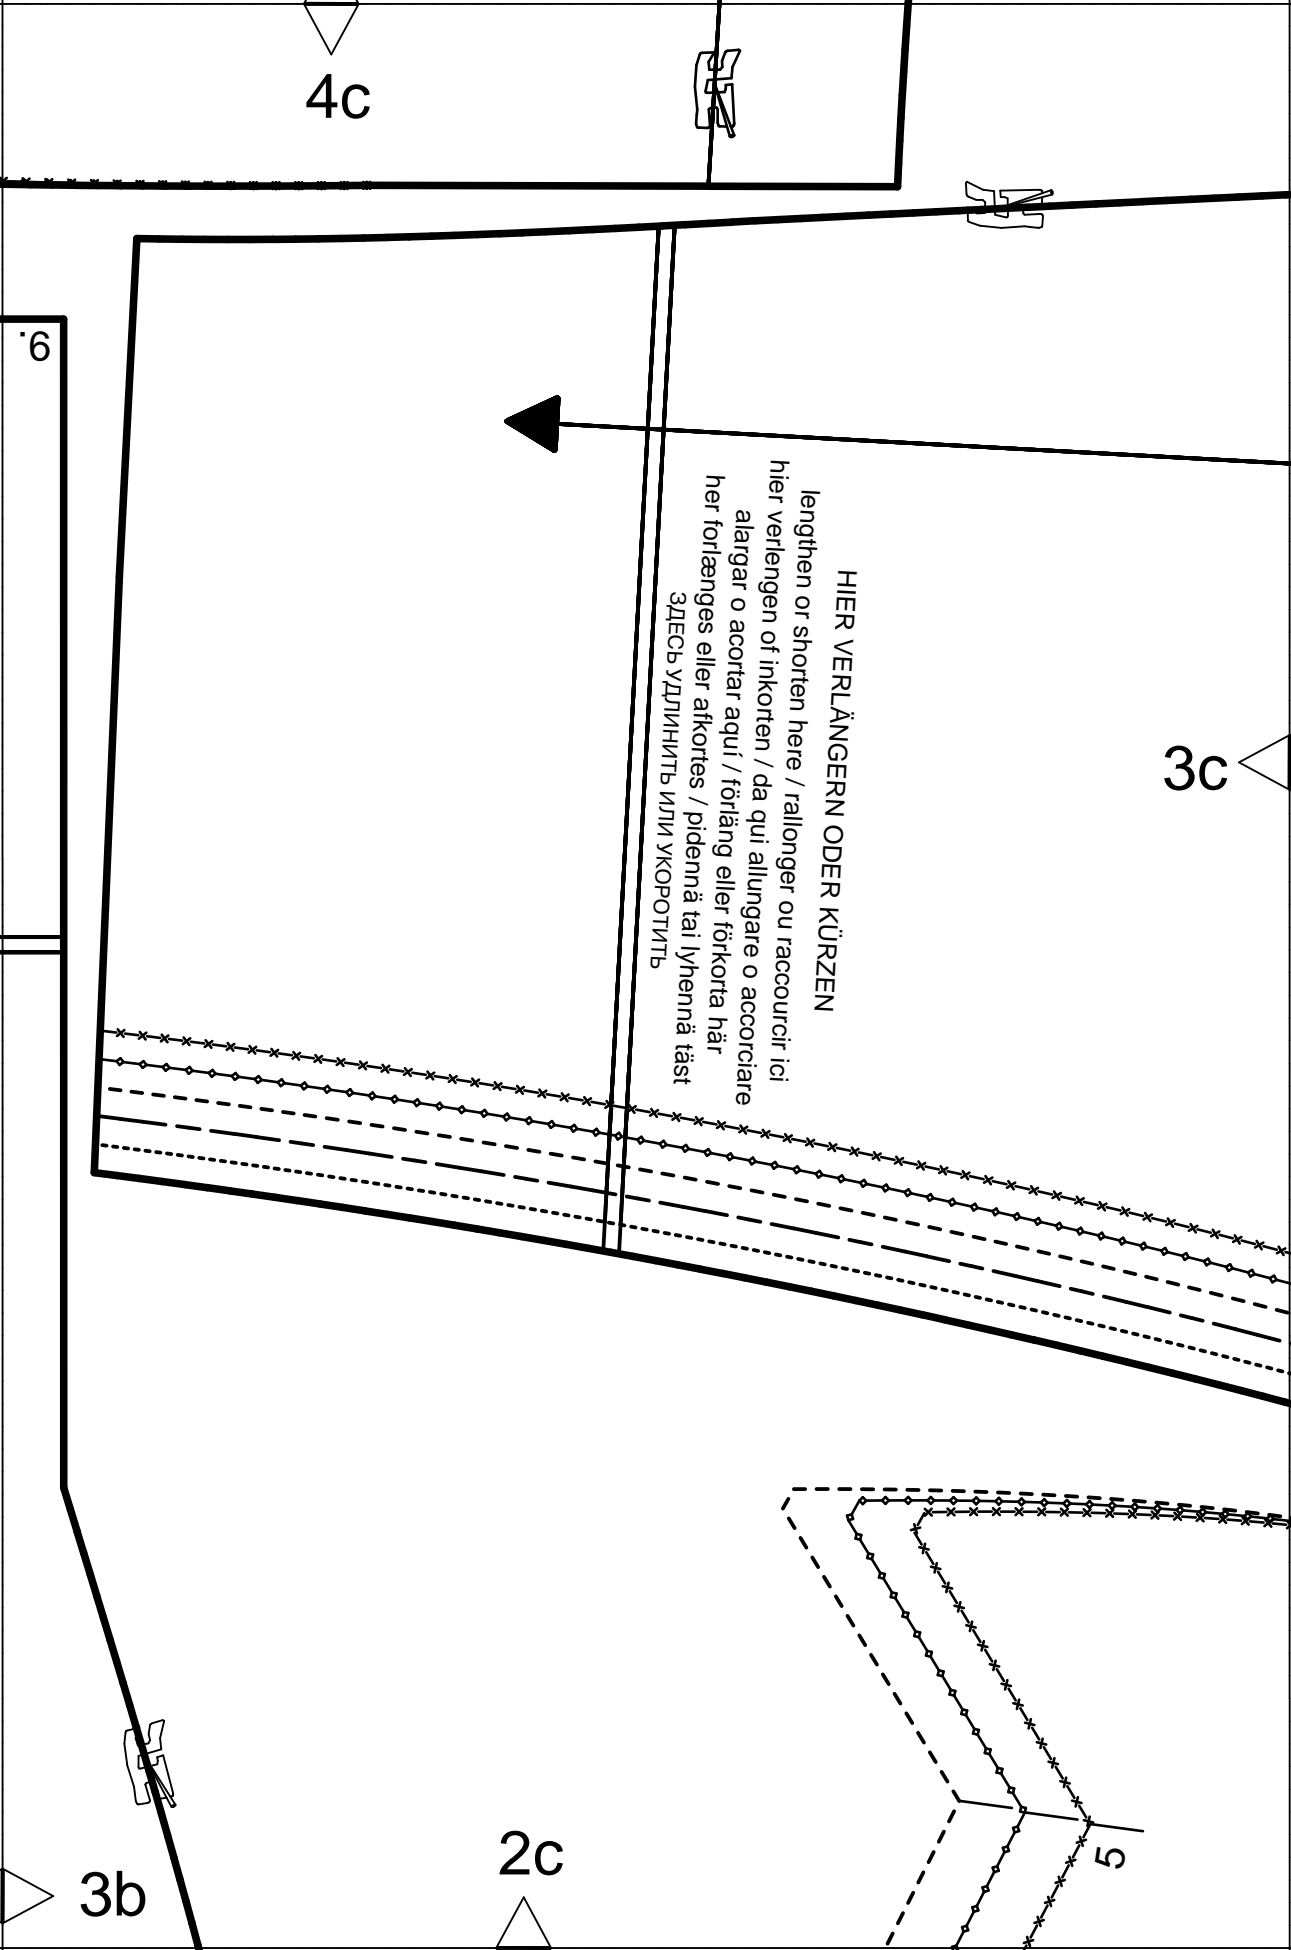 4c
9.
HIER VERLÄNGERN ODER KÜRZEN
lengthen or shorten here / rallonger ou raccourcir ici
hier verlengen of inkorten / da qui allungare o accorciare
alargar o acortar aquí / förläng eller förkorta här
her forlænges eller afkortes / pidennä tai lyhennä täst
ЗДЕСЬ УДЛИНИТЬ ИЛИ УКОРОТИТЬ
3c
5
2c
3b